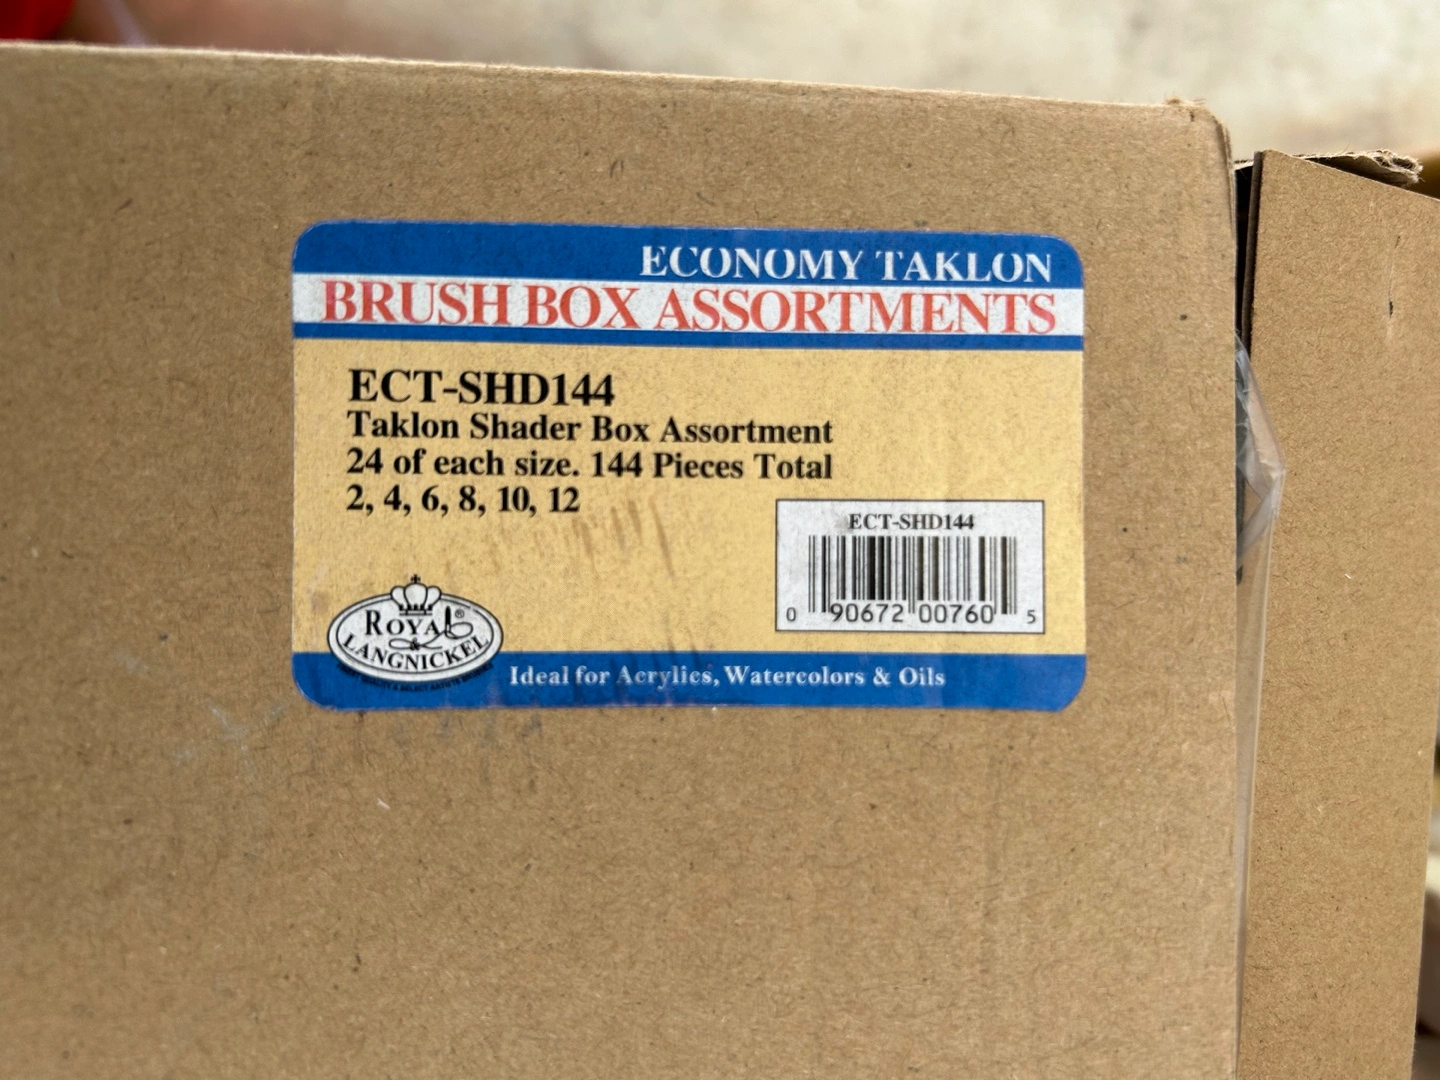 ECONOMY TAKLON
BRUSH BOX ASSORTMENTS
ECT-SHD144
Taklon Shader Box Assortment
24 of each size. 144 Pieces Total
2, 4, 6, 8, 10, 12
ECT-SHD144
0 90672 00760 5
ROYAL®
&
LANGNICKEL
Ideal for Acrylics, Watercolors & Oils